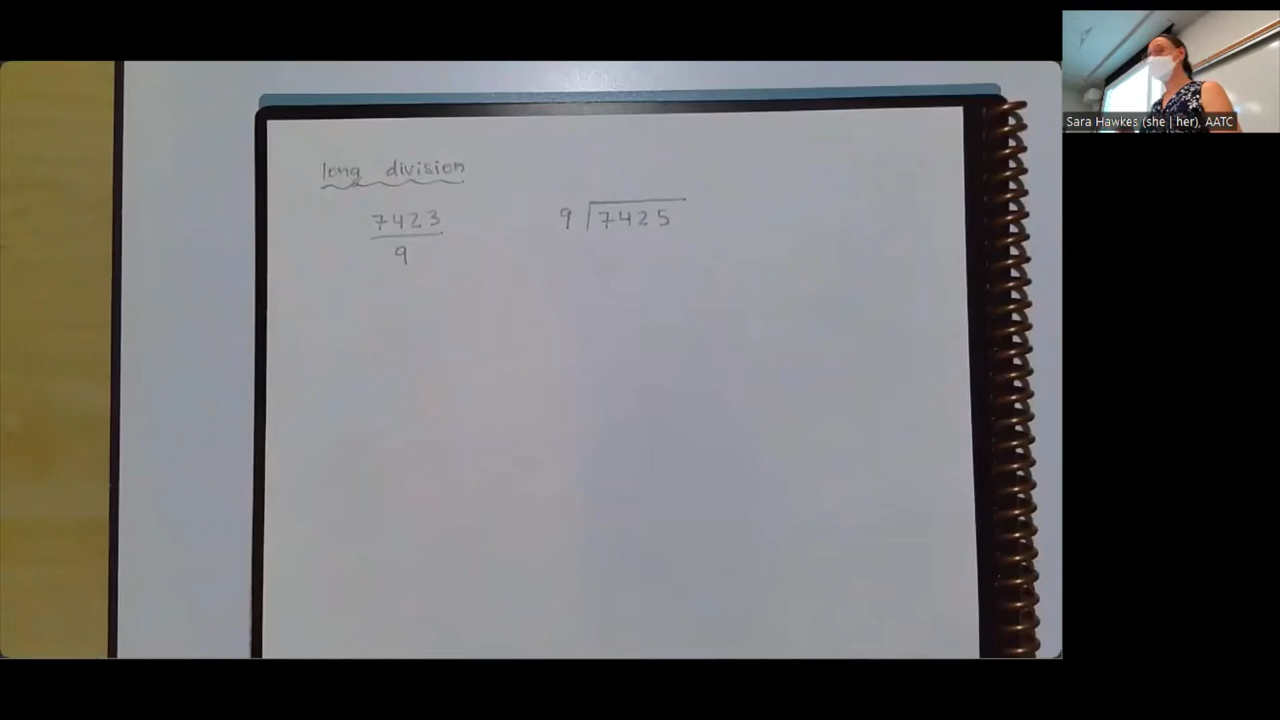 long division
7423
9
9 7425
Sara Hawkes (she | her), AATC